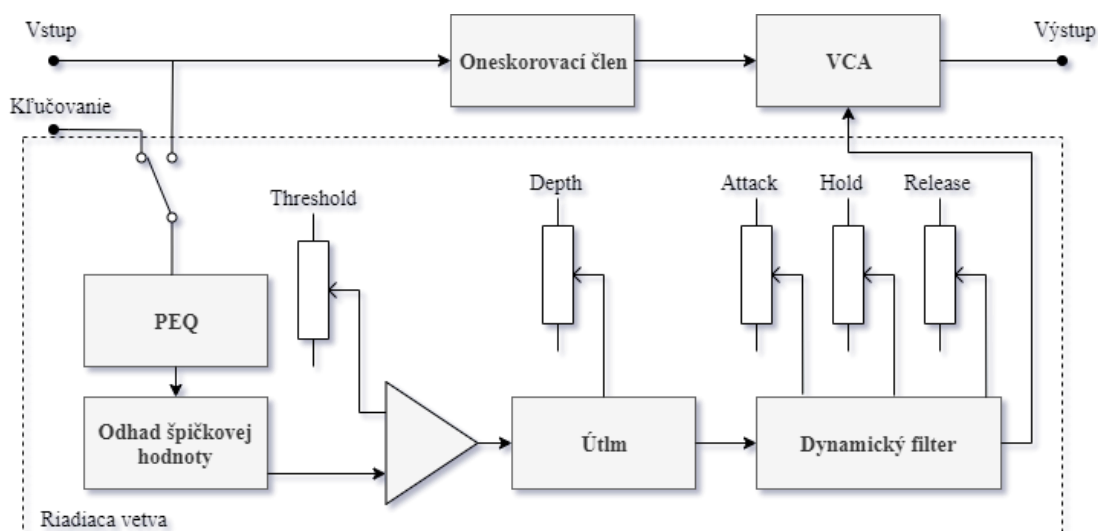 Vstup
Oneskorovací člen
VCA
Výstup
Kľučovanie
Threshold
Depth
Attack
Hold
Release
PEQ
Odhad špičkovej
hodnoty
Útlm
Dynamický filter
Riadiaca vetva